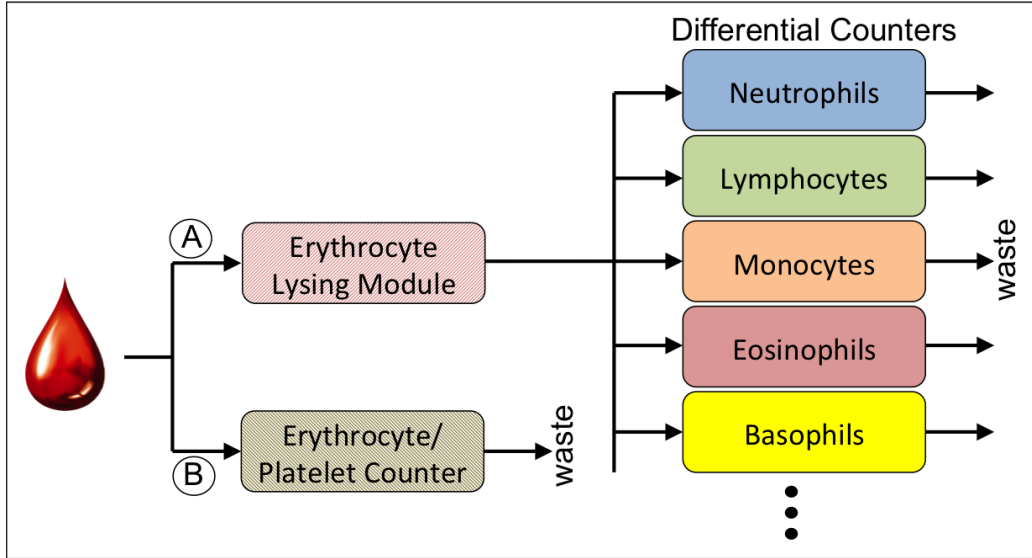 Differential Counters
Neutrophils
Lymphocytes
A
Erythrocyte
Lysing Module
Monocytes
waste
Eosinophils
B
Erythrocyte/
Platelet Counter
waste
Basophils